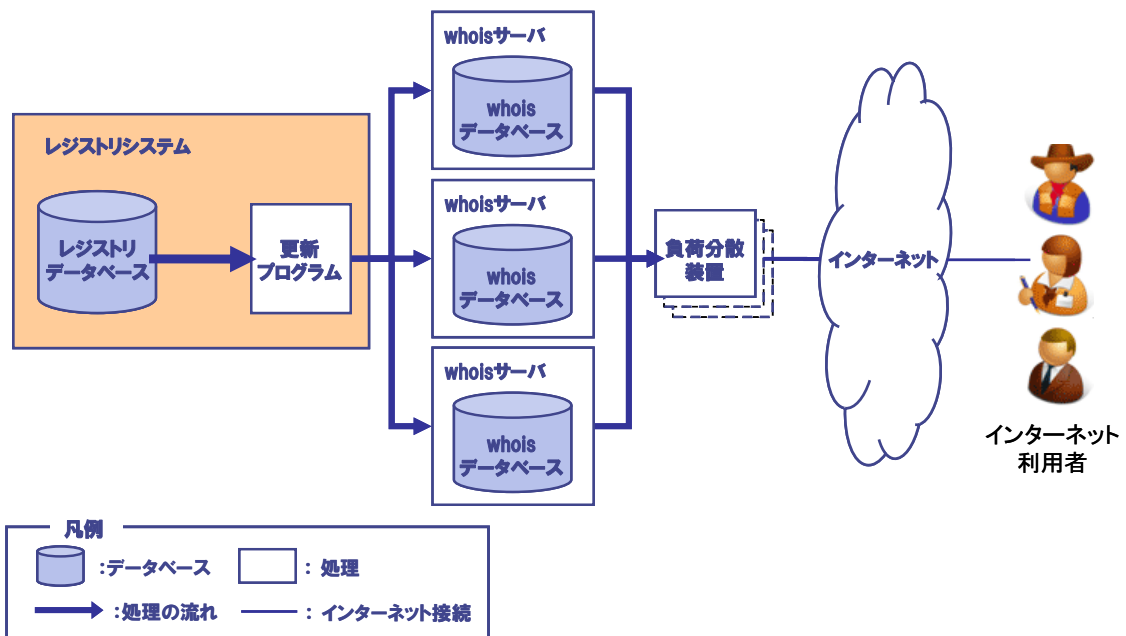 レジストリシステム
レジストリ
データベース
更新
プログラム
whoisサーバ
whois
データベース
whoisサーバ
whois
データベース
whoisサーバ
whois
データベース
負荷分散
装置
インターネット
インターネット
利用者
凡例
:データベース
: 処理
:処理の流れ
: インターネット接続